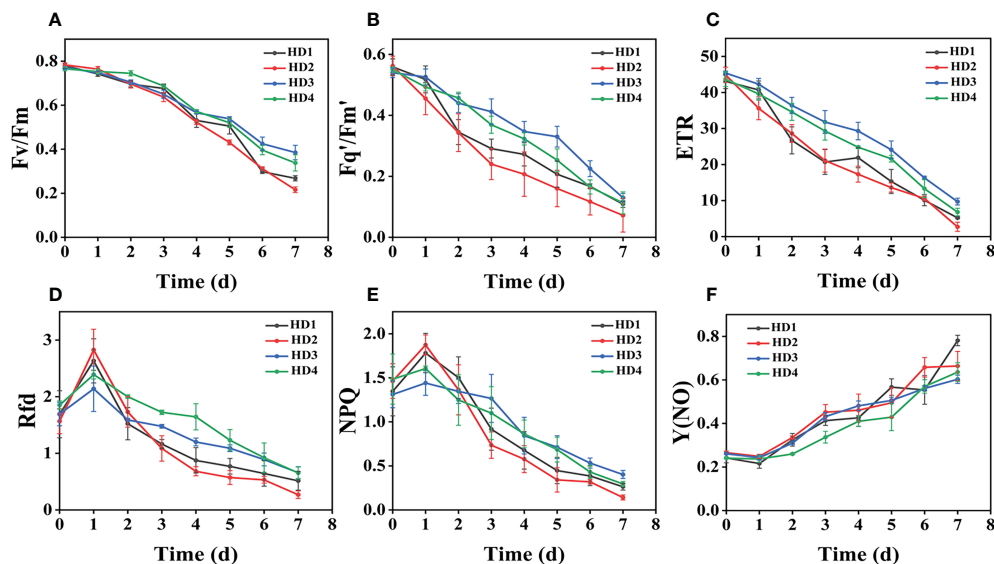 A
Fv/Fm
0.8
0.6
0.4
0.2
0.0
0 1 2 3 4 5 6 7 8
Time (d)
HD1
HD2
HD3
HD4
B
Fq'/Fm'
0.6
0.4
0.2
0.0
0 1 2 3 4 5 6 7 8
Time (d)
HD1
HD2
HD3
HD4
C
ETR
50
40
30
20
10
0
0 1 2 3 4 5 6 7 8
Time (d)
HD1
HD2
HD3
HD4
D
Rfd
3
2
1
0
0 1 2 3 4 5 6 7 8
Time (d)
HD1
HD2
HD3
HD4
E
NPQ
2.0
1.5
1.0
0.5
0.0
0 1 2 3 4 5 6 7 8
Time (d)
HD1
HD2
HD3
HD4
F
Y(NO)
0.8
0.6
0.4
0.2
0.0
0 1 2 3 4 5 6 7 8
Time (d)
HD1
HD2
HD3
HD4